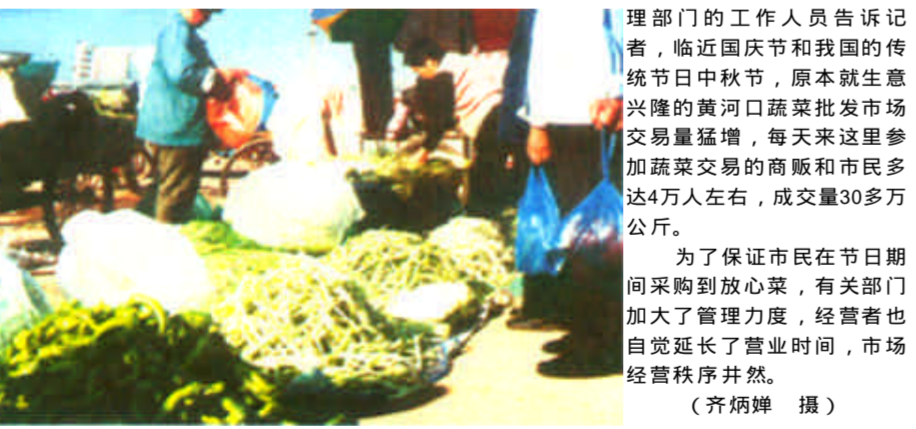 理部门的工作人员告诉记
者，临近国庆节和我国的传
统节日中秋节，原本就生意
兴隆的黄河口蔬菜批发市场
交易量猛增，每天来这里参
加蔬菜交易的商贩和市民多
达4万人左右，成交量30多万
公斤。
为了保证市民在节日期
间采购到放心菜，有关部门
加大了管理力度，经营者也
自觉延长了营业时间，市场
经营秩序井然。
（齐炳婵　摄）